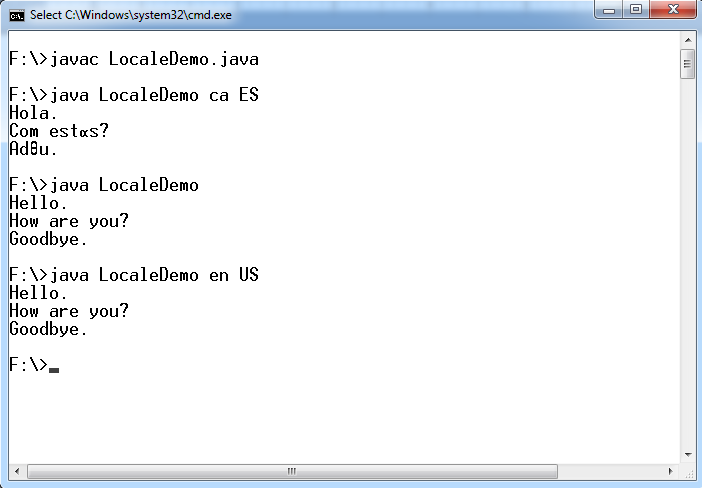 Select C:\Windows\system32\cmd.exe
F:\>javac LocaleDemo.java
F:\>java LocaleDemo ca ES
Hola.
Com estαs?
Adθu.
F:\>java LocaleDemo
Hello.
How are you?
Goodbye.
F:\>java LocaleDemo en US
Hello.
How are you?
Goodbye.
F:\>